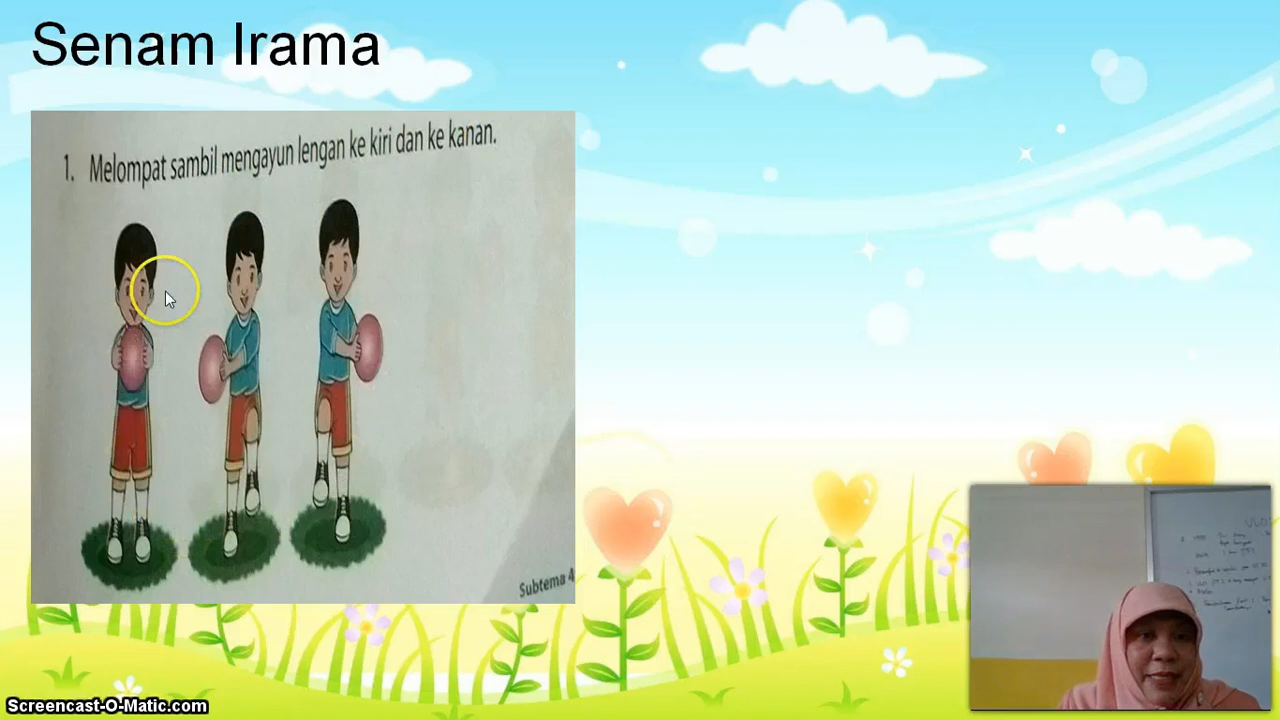 Senam Irama
1. Melompat sambil mengayun lengan ke kiri dan ke kanan.
Subtema 4
Screencast-O-Matic.com